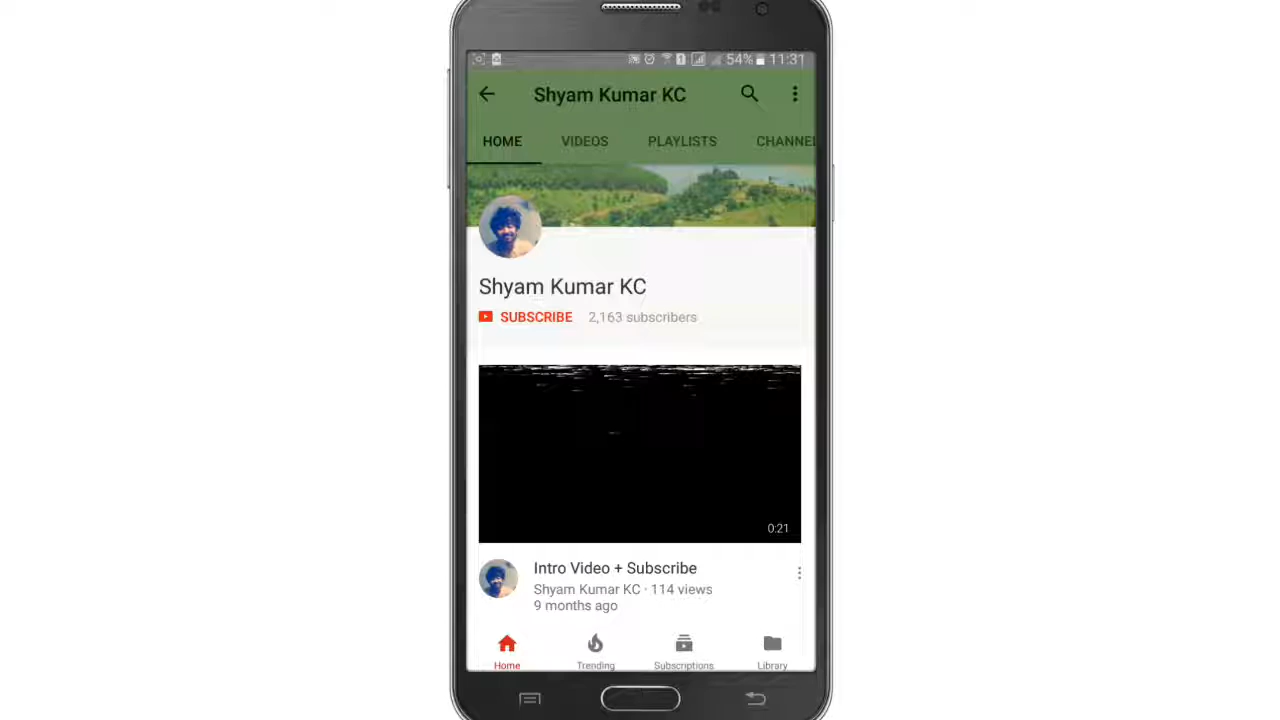 54% 11:31
Shyam Kumar KC
HOME VIDEOS PLAYLISTS CHANNEL
Shyam Kumar KC
SUBSCRIBE 2,163 subscribers
0:21
Intro Video + Subscribe
Shyam Kumar KC · 114 views
9 months ago
Home Trending Subscriptions Library